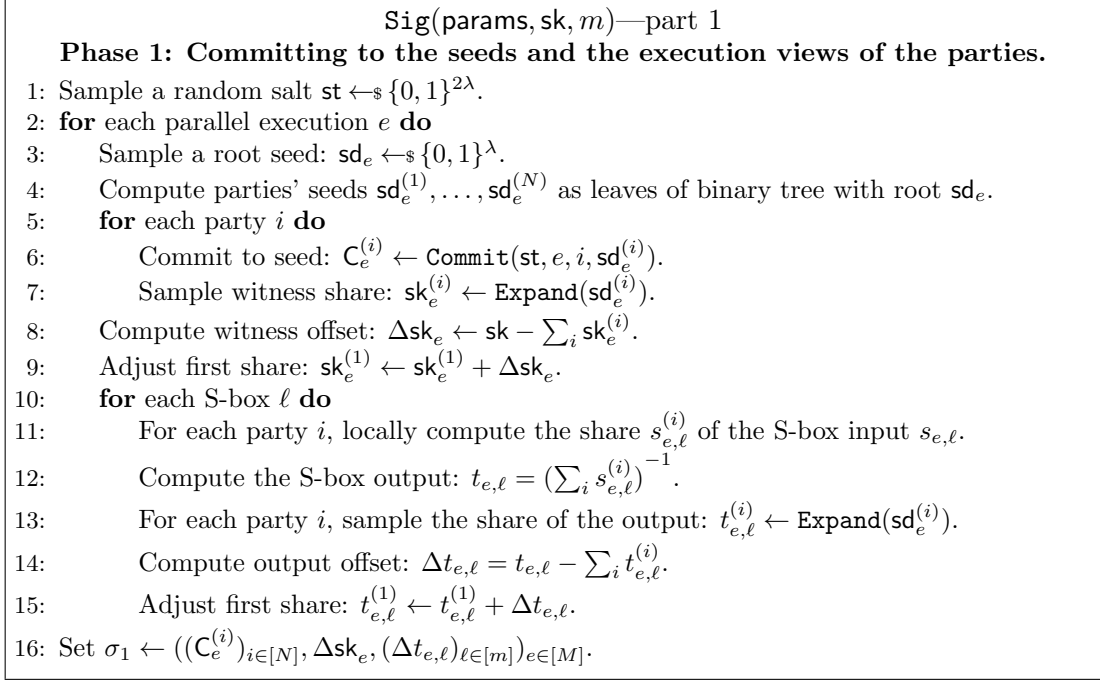 Sig(params, sk, m)—part 1
Phase 1: Committing to the seeds and the execution views of the parties.
1: Sample a random salt st ←$ {0, 1}^{2λ}.
2: for each parallel execution e do
3: Sample a root seed: sd_e ←$ {0, 1}^λ.
4: Compute parties' seeds sd_e^{(1)}, . . . , sd_e^{(N)} as leaves of binary tree with root sd_e.
5: for each party i do
6: Commit to seed: C_e^{(i)} ← Commit(st, e, i, sd_e^{(i)}).
7: Sample witness share: sk_e^{(i)} ← Expand(sd_e^{(i)}).
8: Compute witness offset: Δsk_e ← sk − ∑_i sk_e^{(i)}.
9: Adjust first share: sk_e^{(1)} ← sk_e^{(1)} + Δsk_e.
10: for each S-box ℓ do
11: For each party i, locally compute the share s_{e,ℓ}^{(i)} of the S-box input s_{e,ℓ}.
12: Compute the S-box output: t_{e,ℓ} = (∑_i s_{e,ℓ}^{(i)})^{−1}.
13: For each party i, sample the share of the output: t_{e,ℓ}^{(i)} ← Expand(sd_e^{(i)}).
14: Compute output offset: Δt_{e,ℓ} = t_{e,ℓ} − ∑_i t_{e,ℓ}^{(i)}.
15: Adjust first share: t_{e,ℓ}^{(1)} ← t_{e,ℓ}^{(1)} + Δt_{e,ℓ}.
16: Set σ_1 ← ((C_e^{(i)})_{i∈[N]}, Δsk_e, (Δt_{e,ℓ})_{ℓ∈[m]})_{e∈[M]}.